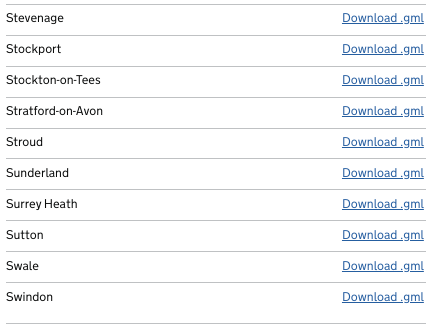 Stevenage Download .gml
Stockport Download .gml
Stockton-on-Tees Download .gml
Stratford-on-Avon Download .gml
Stroud Download .gml
Sunderland Download .gml
Surrey Heath Download .gml
Sutton Download .gml
Swale Download .gml
Swindon Download .gml